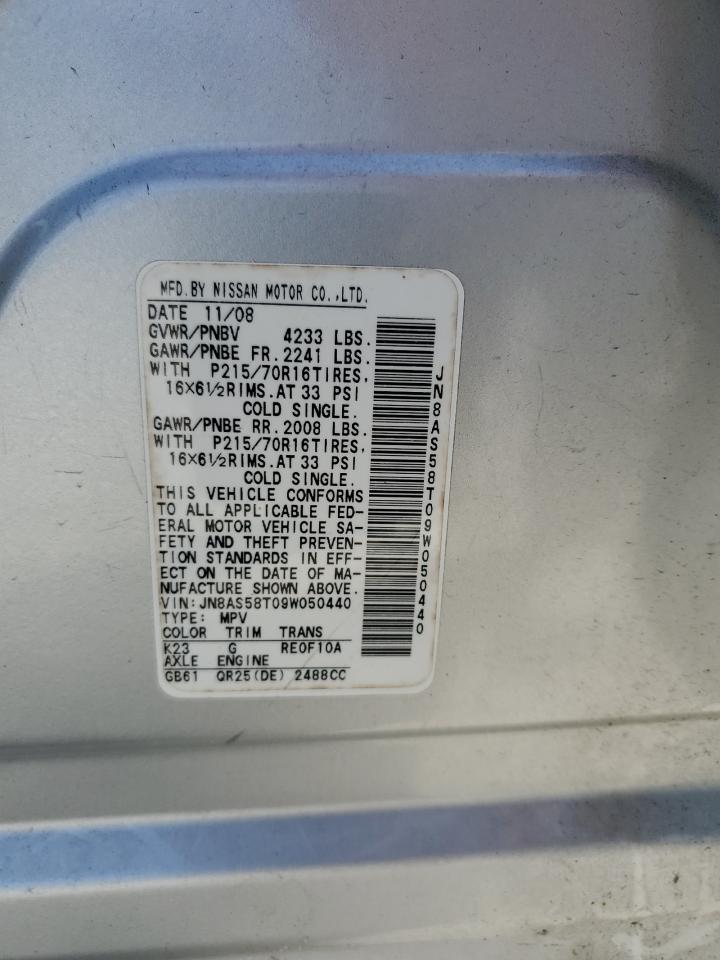 MFD.BY NISSAN MOTOR CO.,LTD.
DATE 11/08
GVWR/PNBV 4233 LBS.
GAWR/PNBE FR.2241 LBS.
WITH P215/70R16TIRES,
16×6½RIMS.AT 33 PSI
COLD SINGLE.
GAWR/PNBE RR.2008 LBS.
WITH P215/70R16TIRES,
16×6½RIMS.AT 33 PSI
COLD SINGLE.
THIS VEHICLE CONFORMS
TO ALL APPLICABLE FED-
ERAL MOTOR VEHICLE SA-
FETY AND THEFT PREVEN-
TION STANDARDS IN EFF-
ECT ON THE DATE OF MA-
NUFACTURE SHOWN ABOVE.
VIN:JN8AS58T09W050440
TYPE: MPV
COLOR TRIM TRANS
K23 G RE0F10A
AXLE ENGINE
GB61 QR25(DE) 2488CC
JN8AS58T09W050440